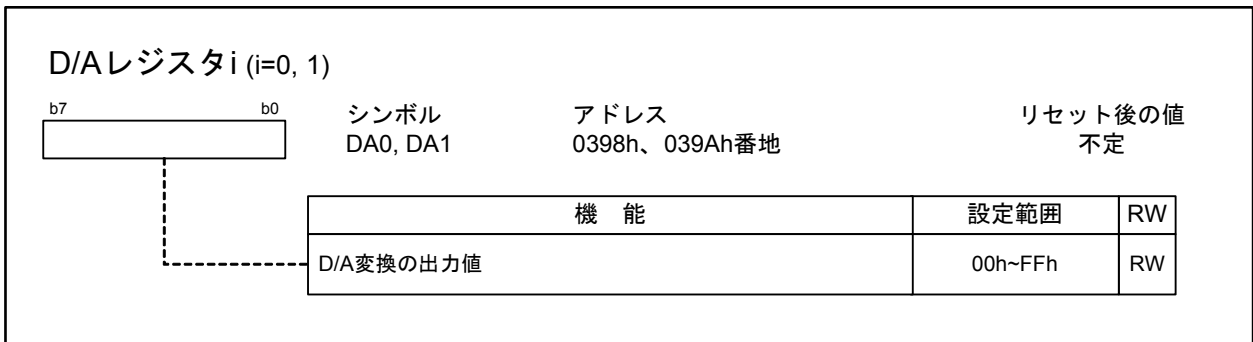 D/Aレジスタi (i=0, 1)
b7 b0 シンボル アドレス リセット後の値
DA0, DA1 0398h、039Ah番地 不定
機 能 設定範囲 RW
D/A変換の出力値 00h~FFh RW